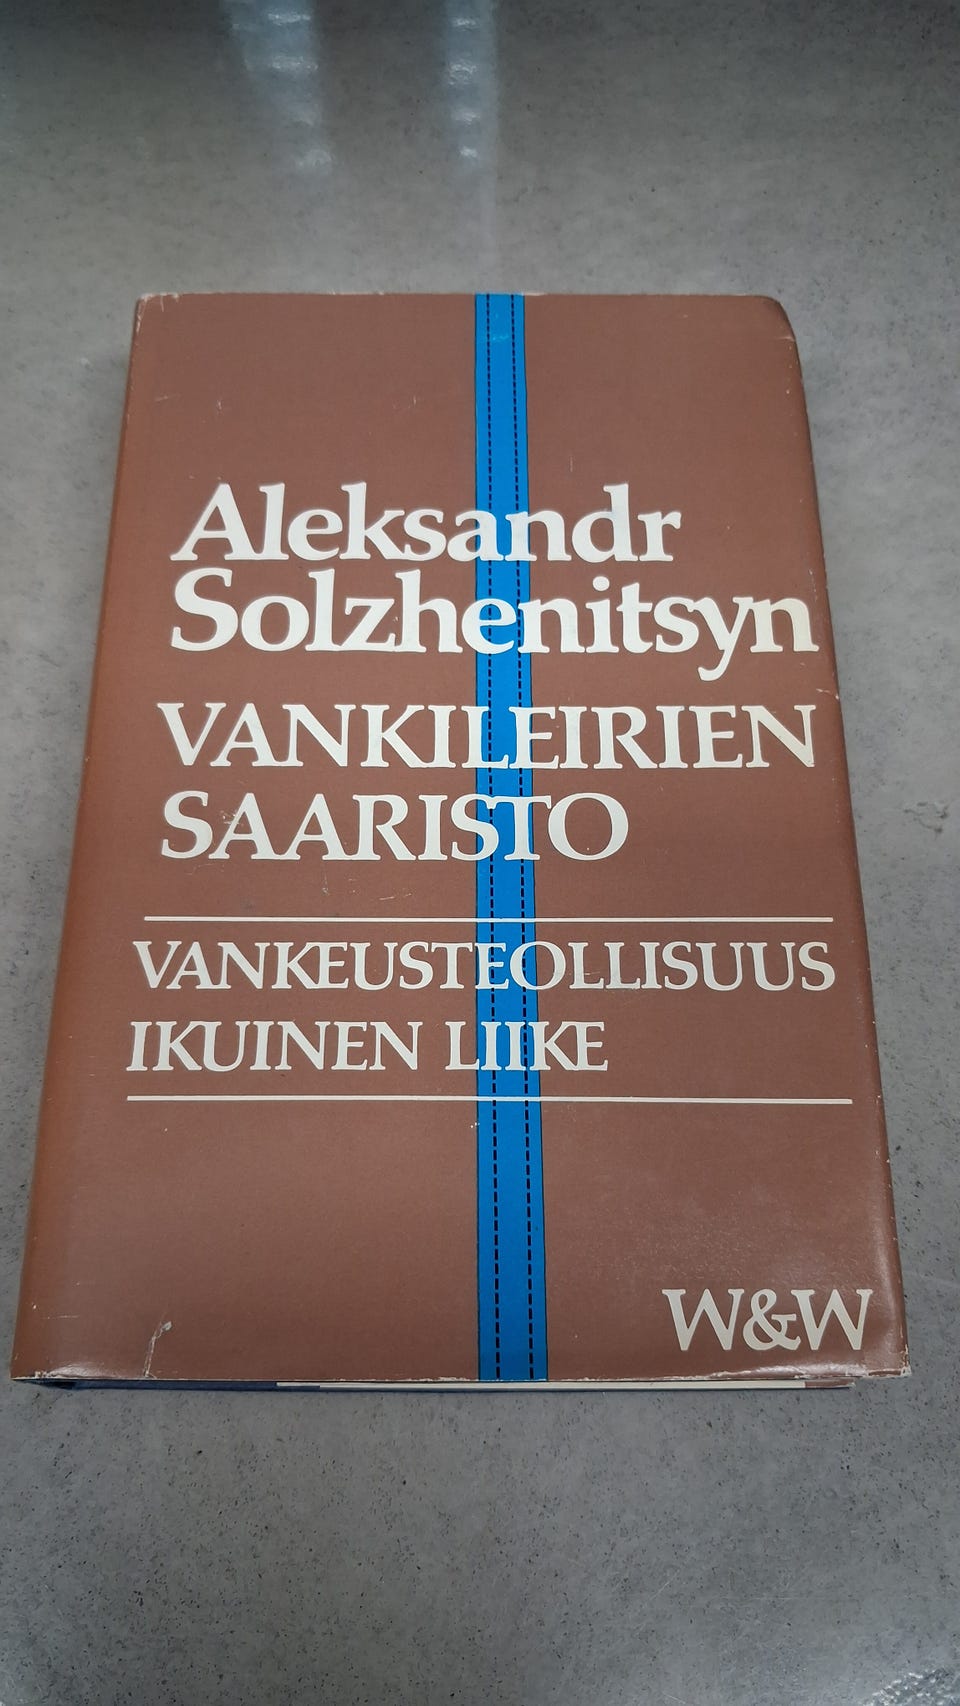 Aleksandr
Solzhenitsyn
VANKILEIRIEN
SAARISTO
VANKEUSTEOLLISUUS
IKUINEN LIIKE
W&W